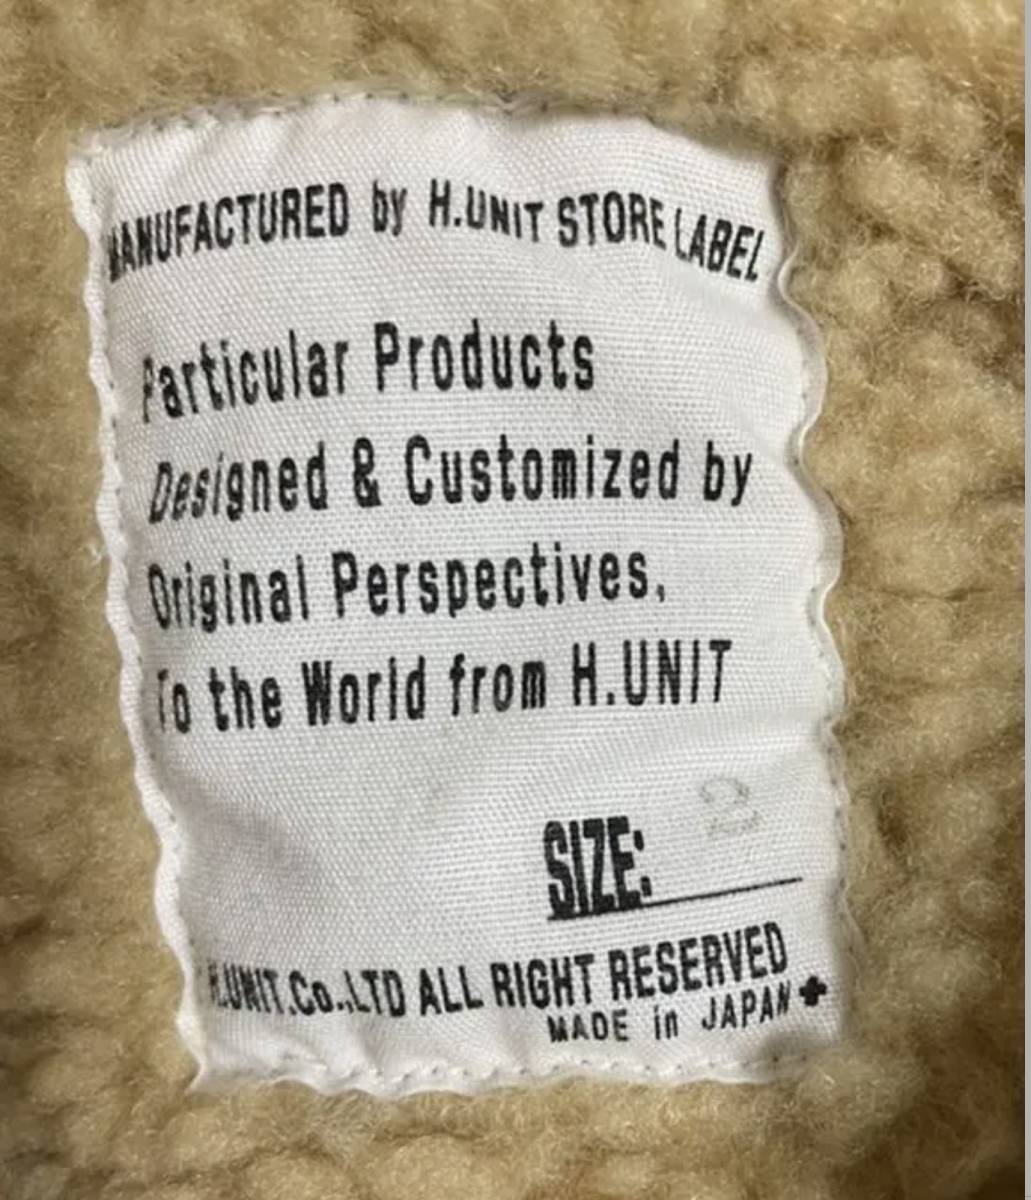 MANUFACTURED by H.UNIT STORE LABEL
Particular Products
Designed & Customized by
Original Perspectives,
To the World from H.UNIT
SIZE:
H.UNIT.Co.,LTD ALL RIGHT RESERVED
MADE in JAPAN